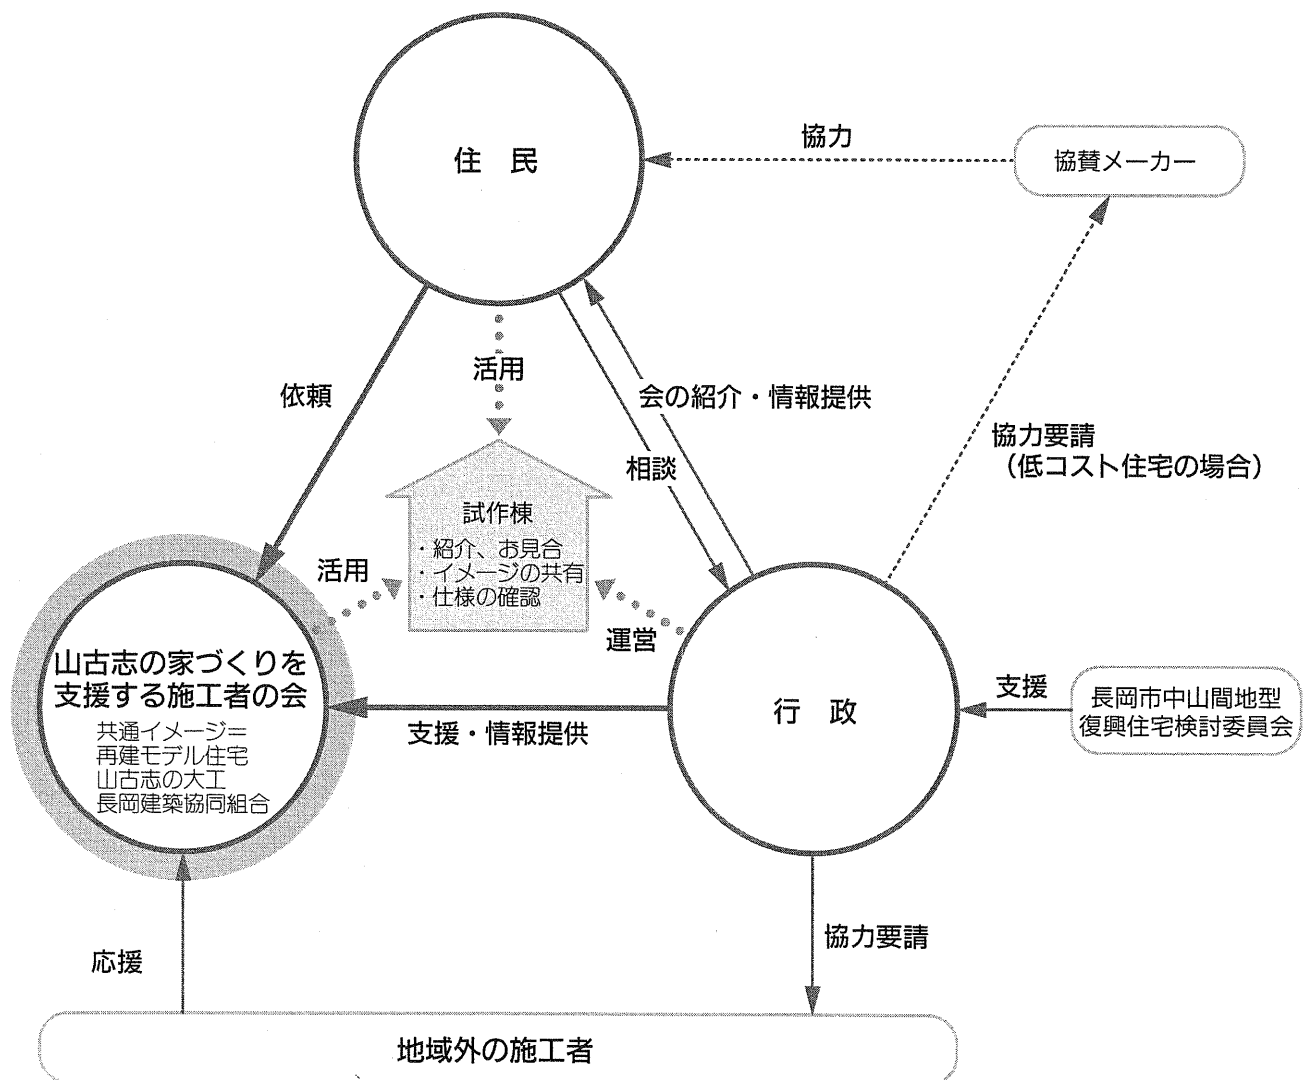 住 民
協力
協賛メーカー
活用
依頼
会の紹介・情報提供
相談
協力要請
(低コスト住宅の場合)
試作棟
・紹介、お見合
・イメージの共有
・仕様の確認
活用
運営
山古志の家づくりを
支援する施工者の会
共通イメージ=
再建モデル住宅
山古志の大工
長岡建築協同組合
支援・情報提供
行 政
支援
長岡市中山間地型
復興住宅検討委員会
応援
協力要請
地域外の施工者